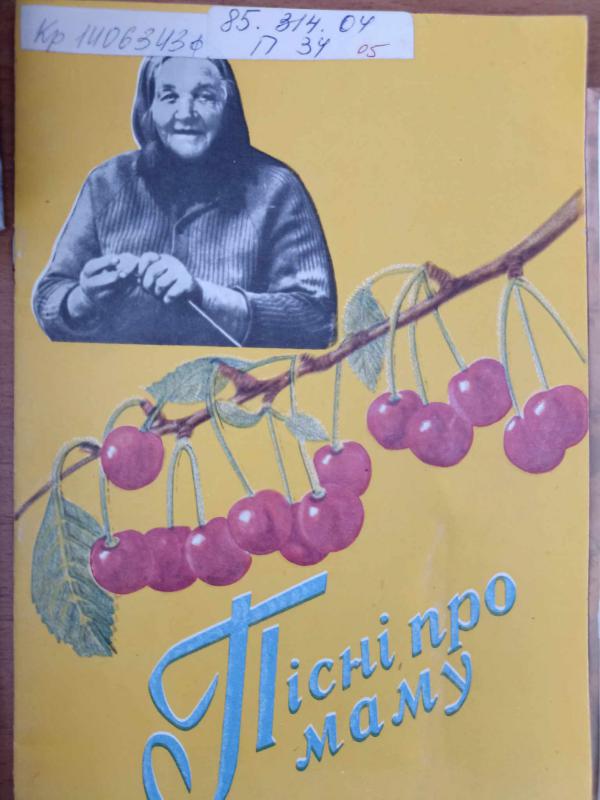 Кр 1406343ф
85. 314. 04
П 34 05
Пісні про
маму